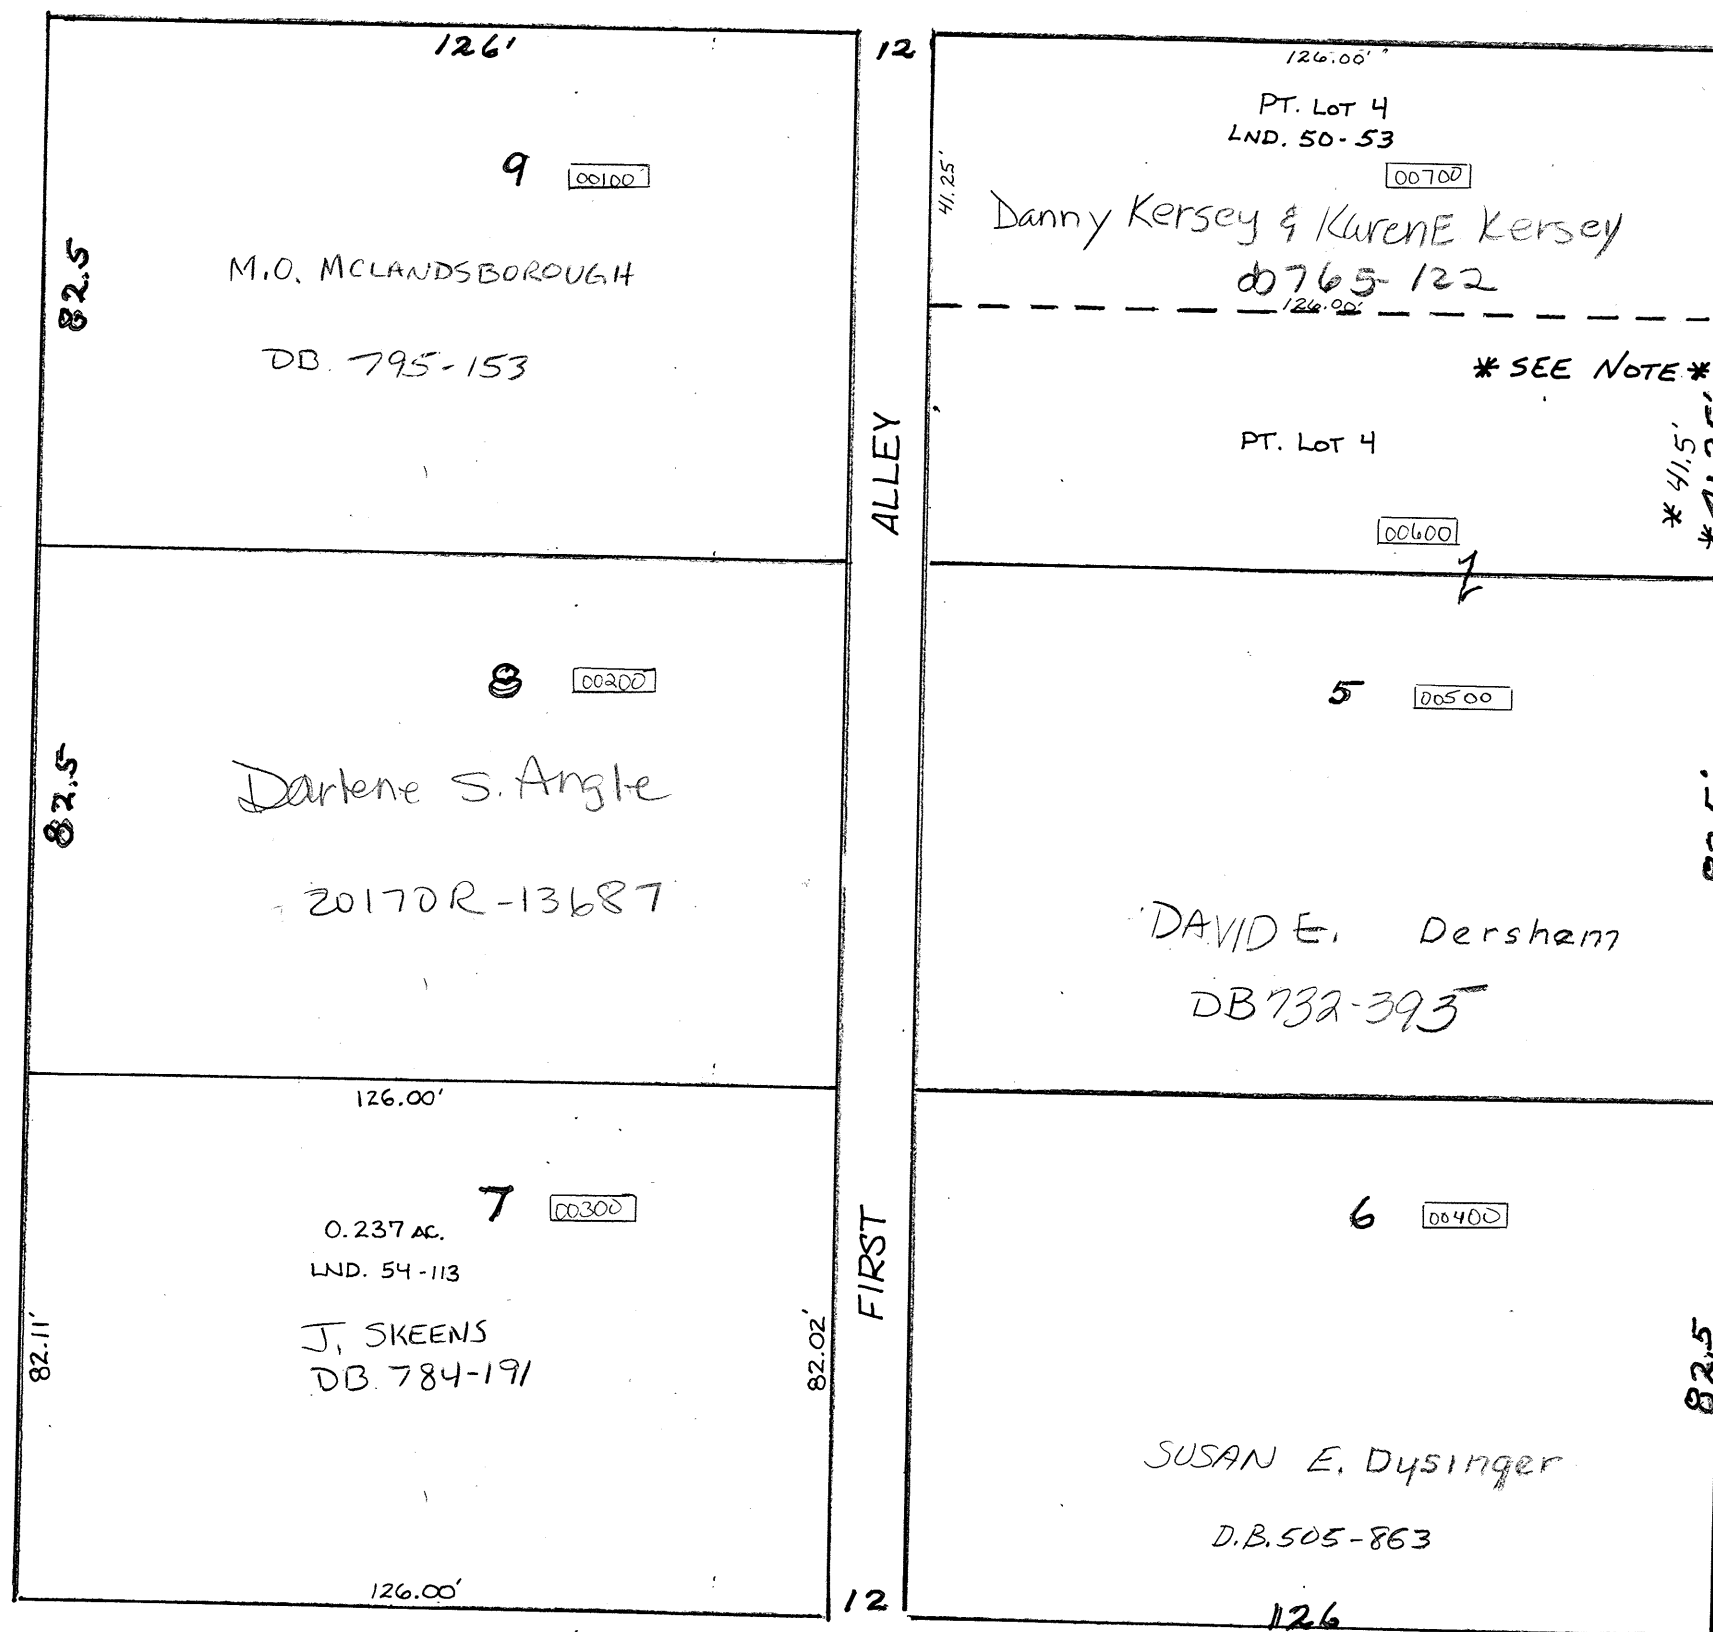 126'
9 00100
82.5
M.O. MCLANDSBOROUGH
DB. 795-153
8 00200
82.5
Darlene S. Angle
2017OR-13687
126.00'
7 00300
0.237 AC.
LND. 54-113
J. SKEENS
DB. 784-191
82.11'
82.02'
126.00'
12
ALLEY
FIRST
12
126.00'
PT. LOT 4
LND. 50-53
00700
41.25'
Danny Kersey & Karen E Kersey
db 765-122
126.00'
* SEE NOTE *
PT. LOT 4
* 41.5'
00600
5 00500
DAVID E. Dersham
DB 732-395
6 00400
82.5
SUSAN E. Dysinger
D.B. 505-863
126